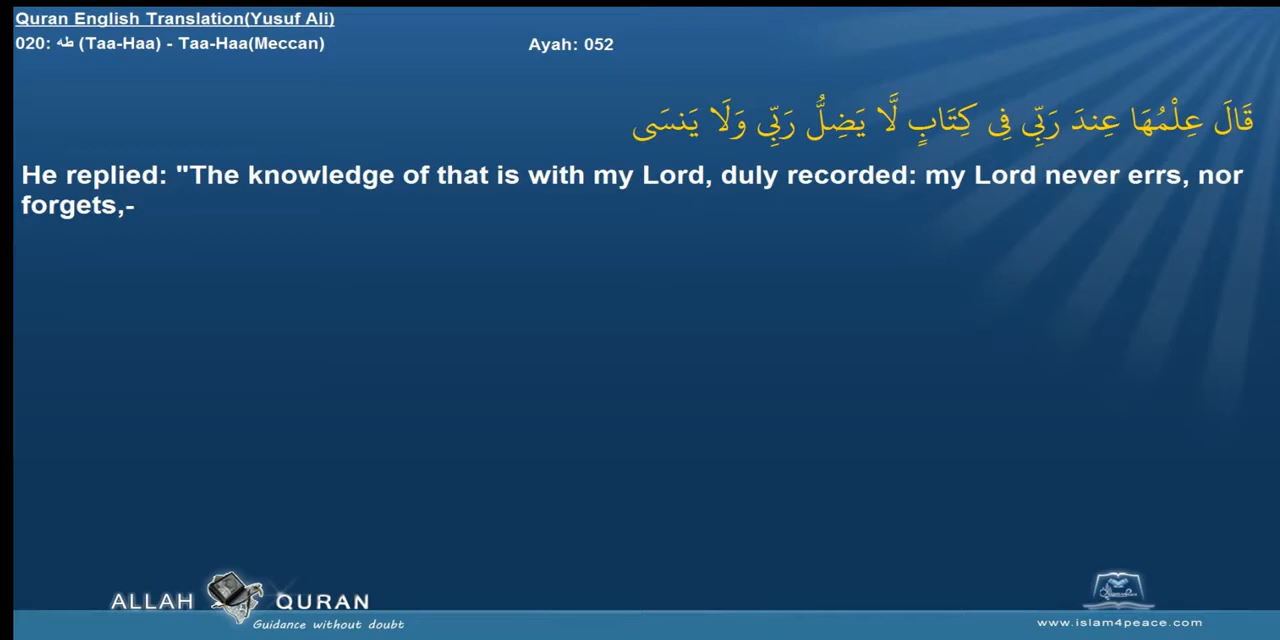 Quran English Translation(Yusuf Ali)
020: طه (Taa-Haa) - Taa-Haa(Meccan)
Ayah: 052
قَالَ عِلْمُهَا عِندَ رَبِّي فِي كِتَابٍ لَّا يَضِلُّ رَبِّي وَلَا يَنسَى
He replied: "The knowledge of that is with my Lord, duly recorded: my Lord never errs, nor
forgets,-
ALLAH QURAN
Guidance without doubt
www.islam4peace.com